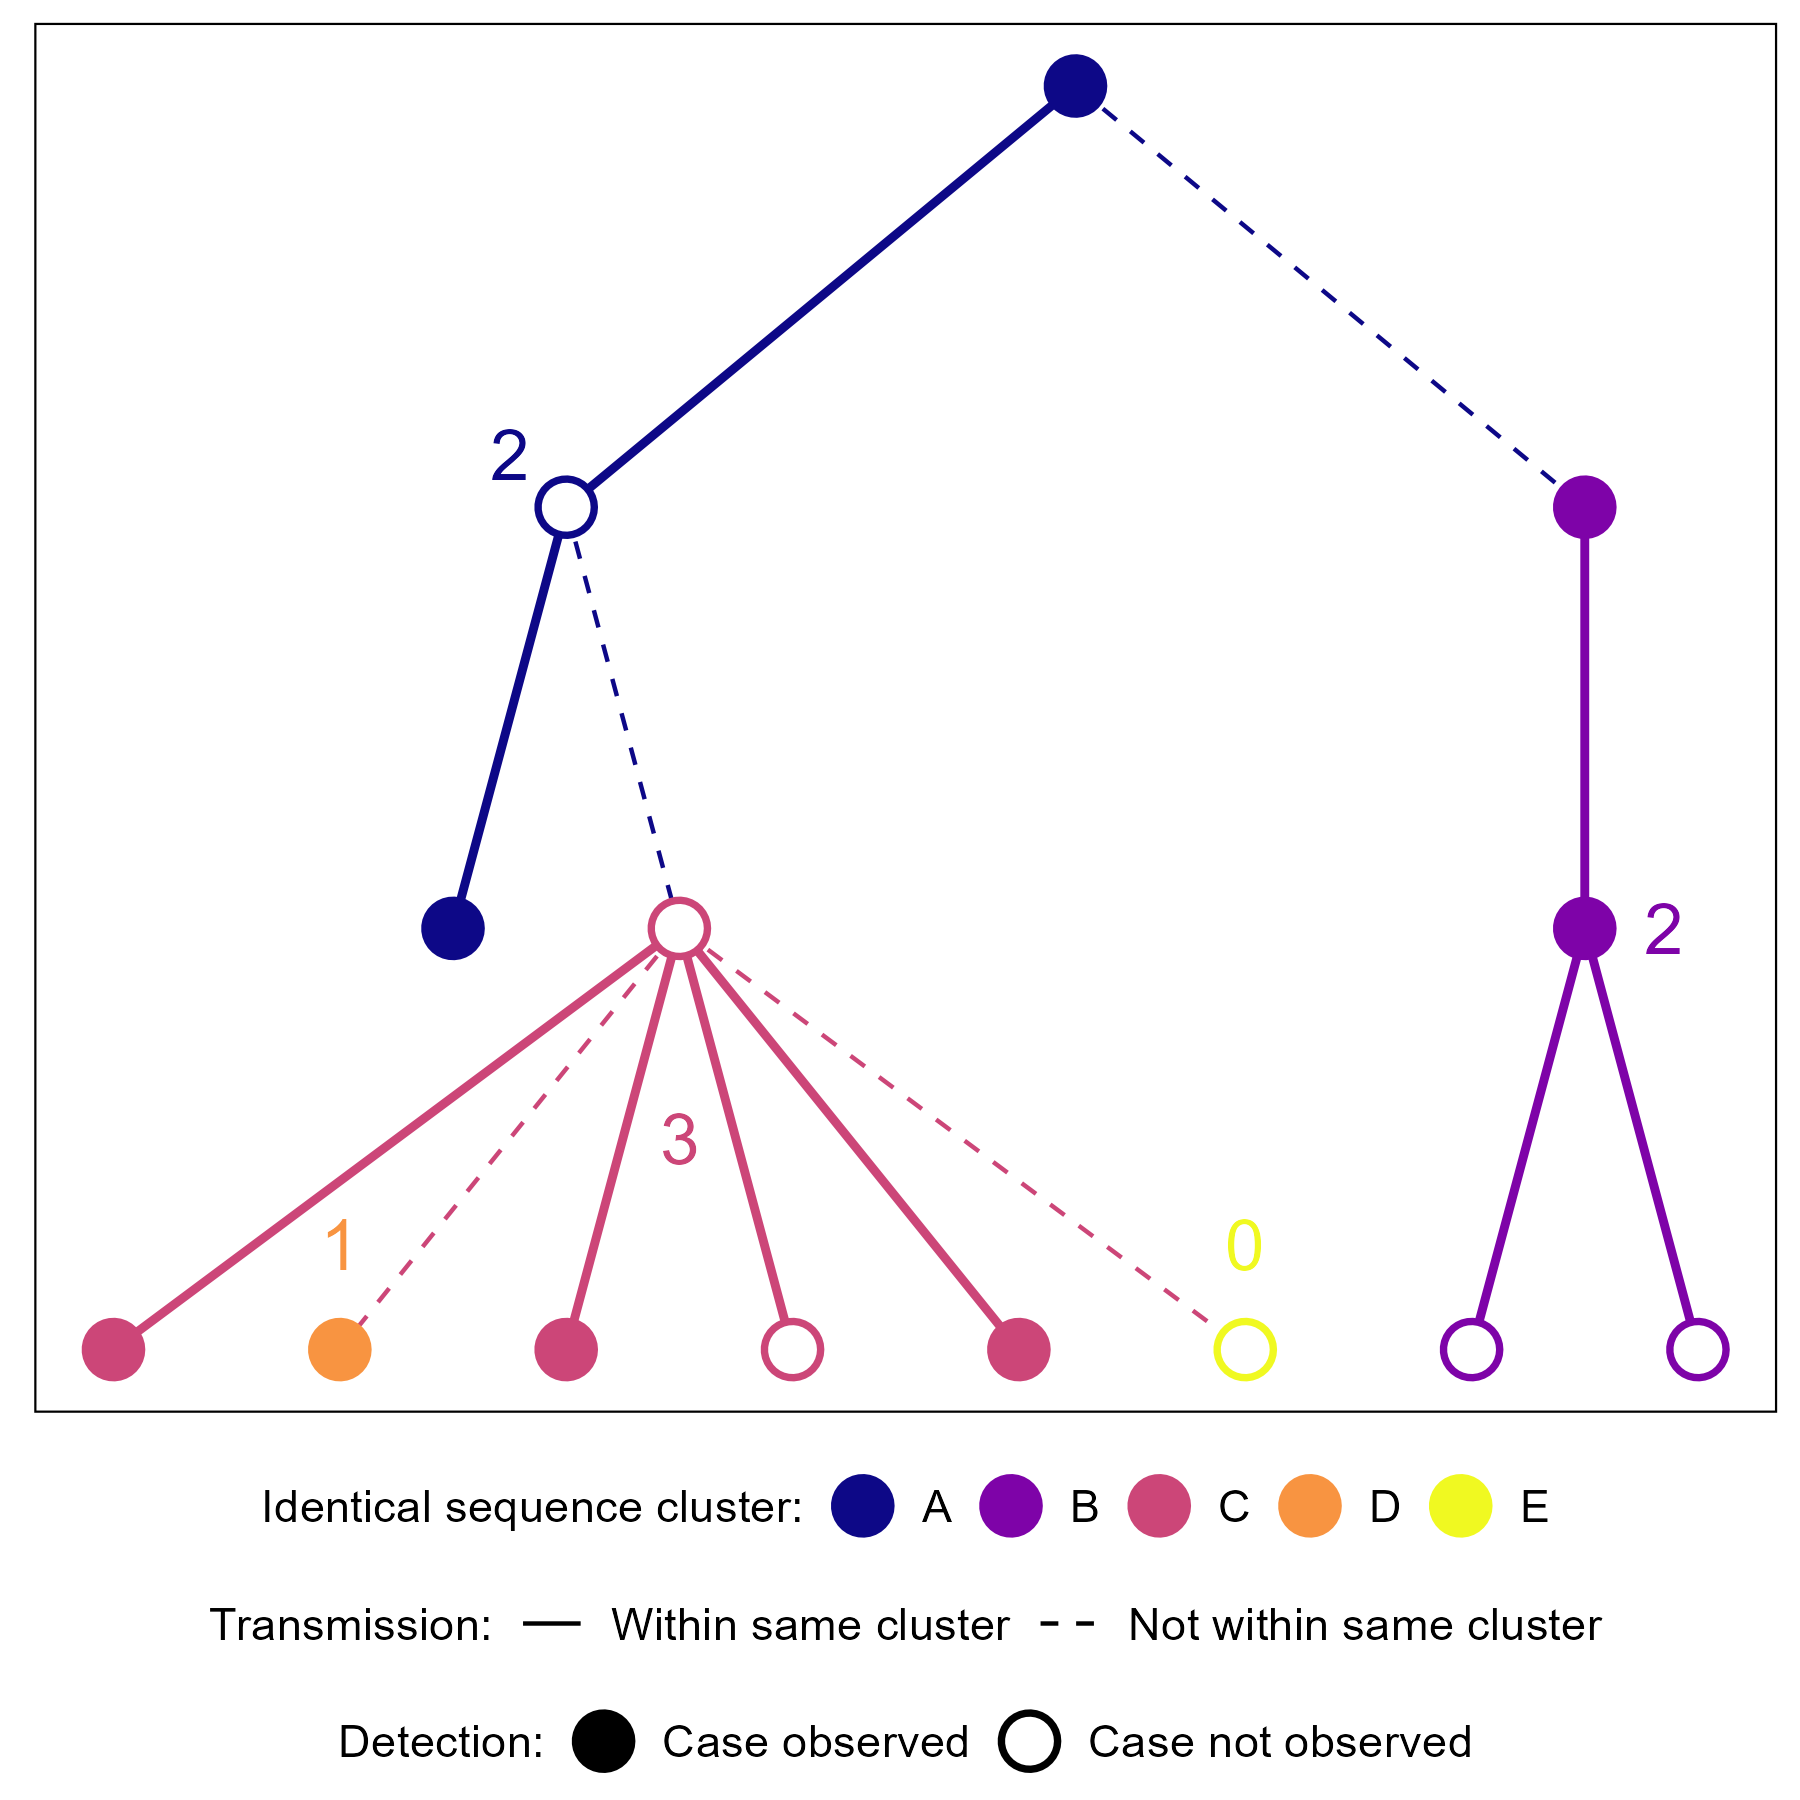 2
2
3
1
0
Identical sequence cluster: A B C D E
Transmission: Within same cluster Not within same cluster
Detection: Case observed Case not observed